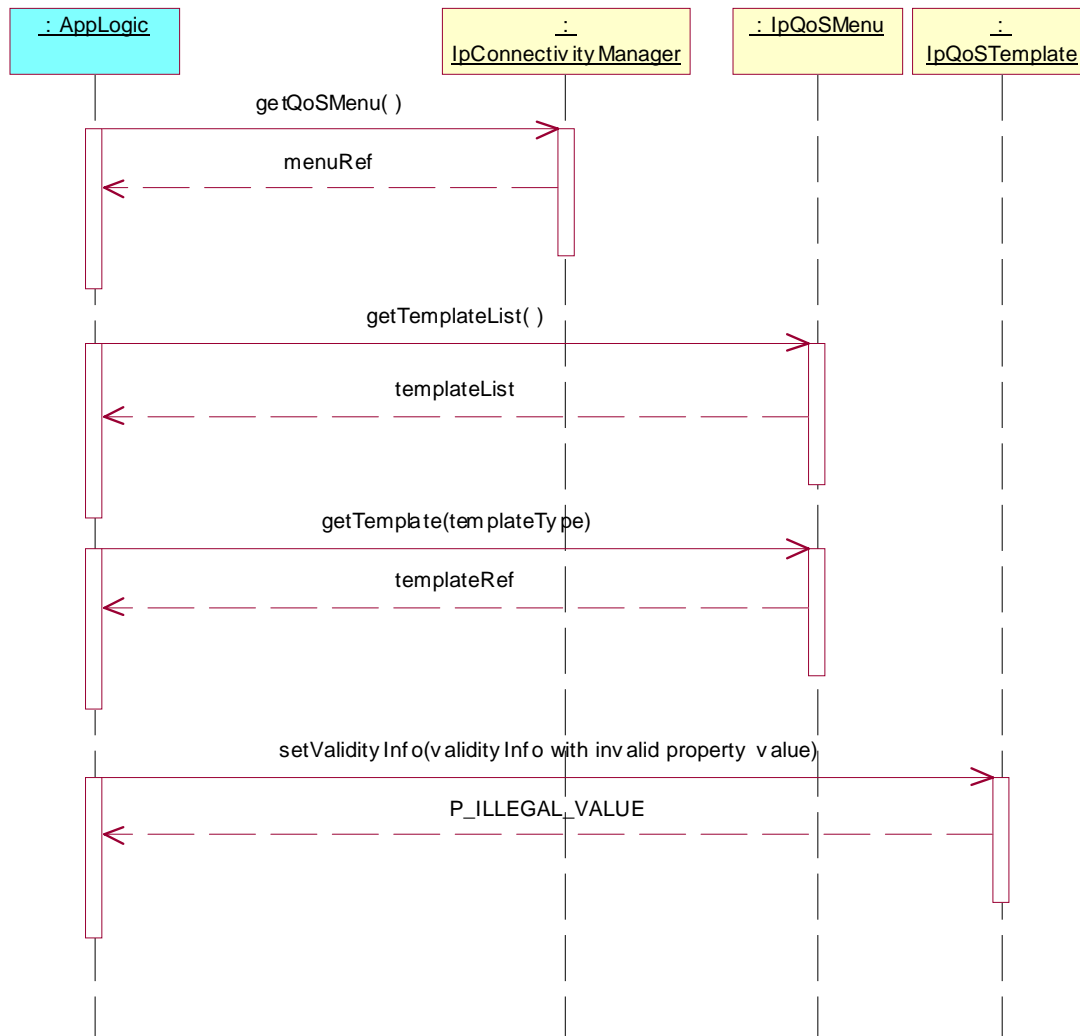 : AppLogic
:
IpConnectivityManager
: IpQoSMenu
:
IpQoSTemplate
getQoSMenu( )
menuRef
getTemplateList( )
templateList
getTemplate(templateType)
templateRef
setValidityInfo(validityInfo with invalid property value)
P_ILLEGAL_VALUE